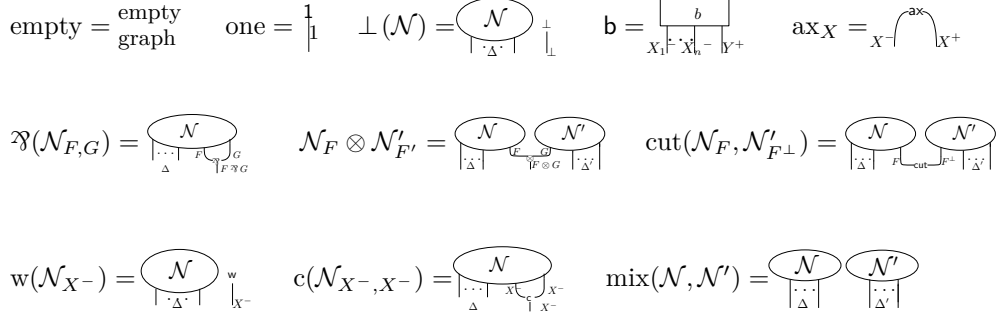 empty = empty graph   one = 1 1   ⊥(𝒩) = 𝒩 ⋯ Δ ⊥ ⊥   b = b X₁⁻ ⋯ Xₙ⁻ Y⁺   ax_X = ax X⁻ X⁺
⅋(𝒩_{F,G}) = 𝒩 ⋯ Δ F G ⅋ F ⅋ G   𝒩_F ⊗ 𝒩′_{F′} = 𝒩 𝒩′ ⋯ Δ F G ⊗ F ⊗ G ⋯ Δ′   cut(𝒩_F, 𝒩′_{F⊥}) = 𝒩 𝒩′ ⋯ Δ F cut F⊥ ⋯ Δ′
w(𝒩_{X⁻}) = 𝒩 ⋯ Δ w X⁻   c(𝒩_{X⁻,X⁻}) = 𝒩 ⋯ Δ X⁻ X⁻ c X⁻   mix(𝒩, 𝒩′) = 𝒩 𝒩′ ⋯ Δ ⋯ Δ′